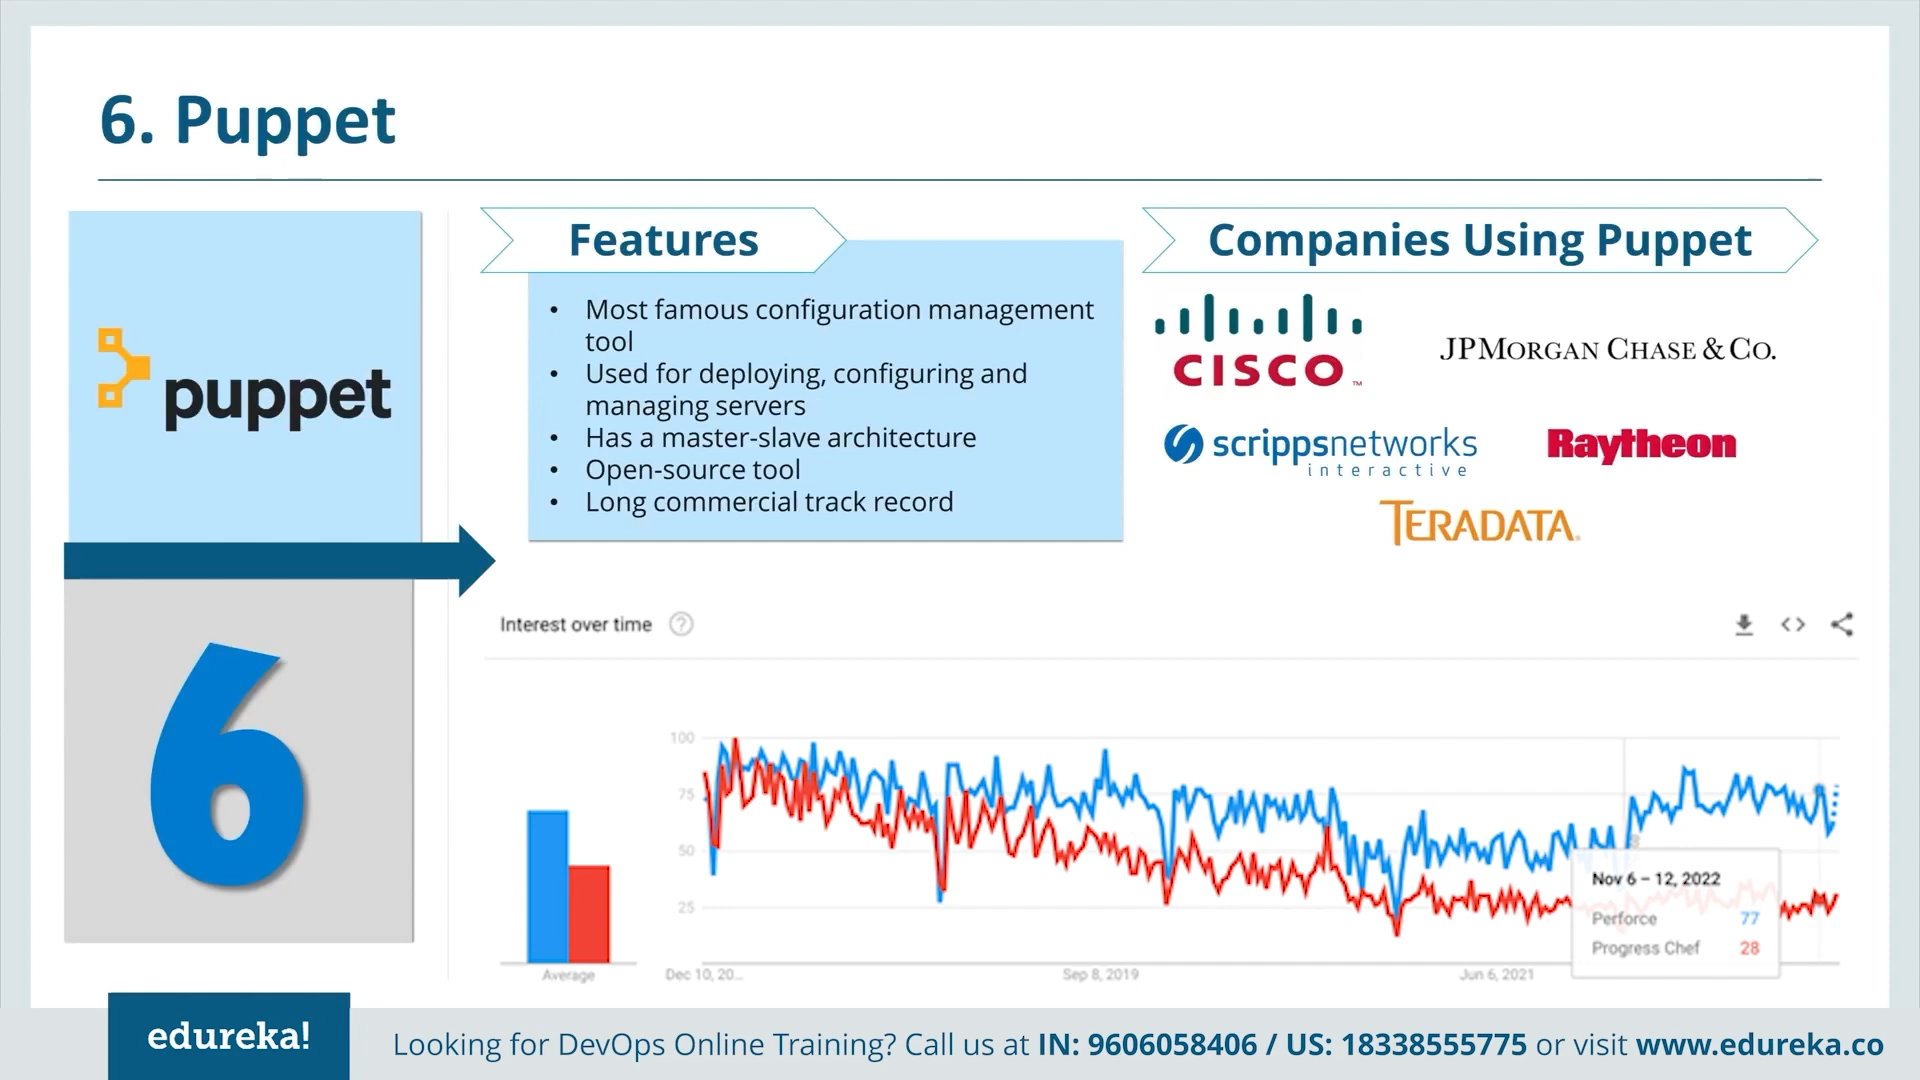 6. Puppet
puppet
Features
• Most famous configuration management
tool
• Used for deploying, configuring and
managing servers
• Has a master-slave architecture
• Open-source tool
• Long commercial track record
Companies Using Puppet
CISCO™
JPMORGAN CHASE & CO.
scrippsnetworks
interactive
Raytheon
TERADATA.
6
Interest over time ?
100
75
50
25
Average
Dec 10, 20...
Sep 8, 2019
Jun 6, 2021
Nov 6 – 12, 2022
Perforce 77
Progress Chef 28
edureka!
Looking for DevOps Online Training? Call us at IN: 9606058406 / US: 18338555775 or visit www.edureka.co